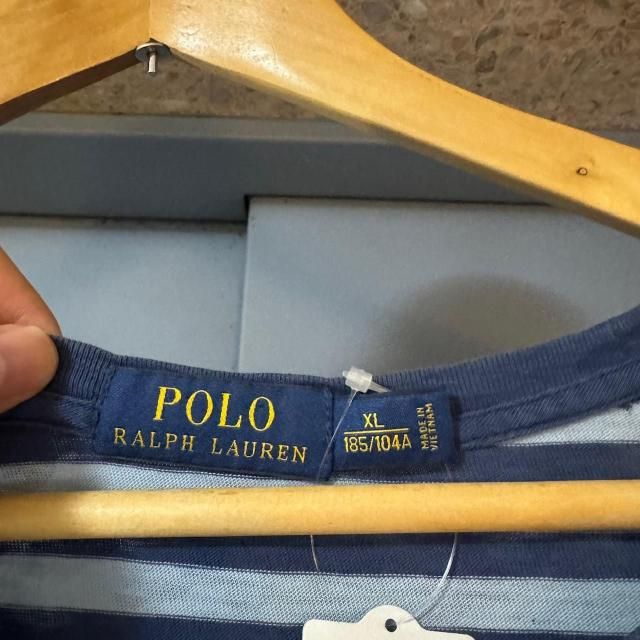 POLO
RALPH LAUREN
XL
185/104A
MADE IN
VIETNAM